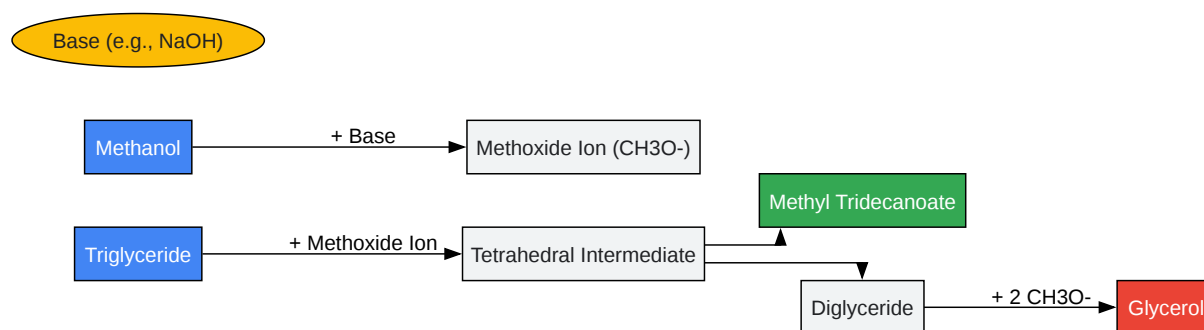 Base (e.g., NaOH)
Methanol
+ Base
Methoxide Ion (CH3O-)
Methyl Tridecanoate
Triglyceride
+ Methoxide Ion
Tetrahedral Intermediate
Diglyceride
+ 2 CH3O-
Glycerol